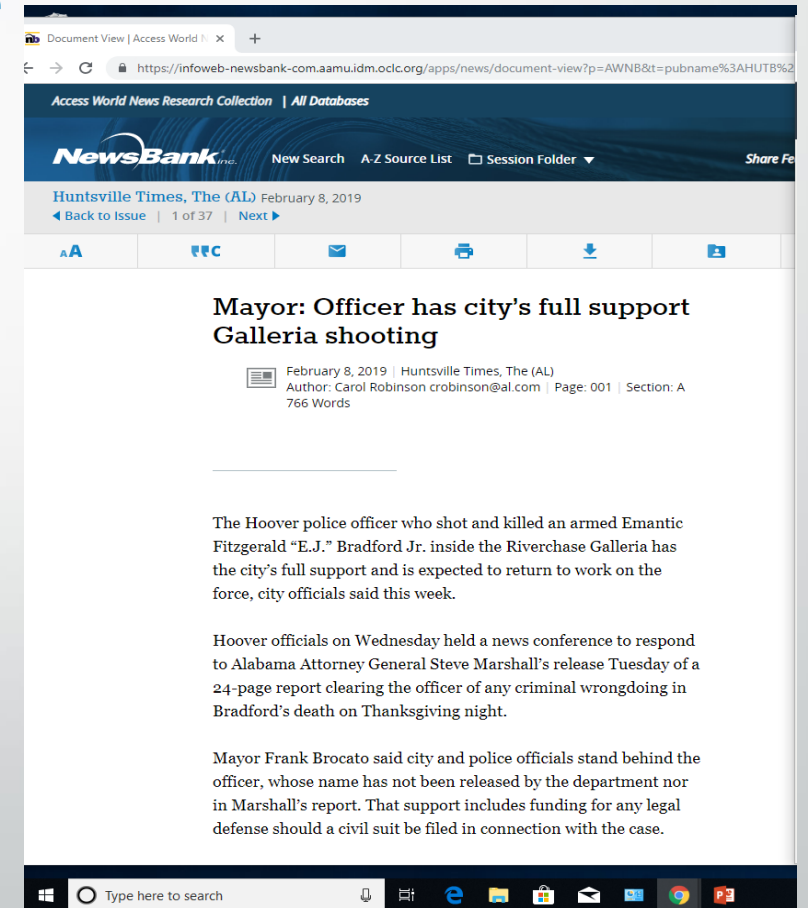 Document View | Access World N
https://infoweb-newsbank-com.aamu.idm.oclc.org/apps/news/document-view?p=AWNB&t=pubname%3AHUTB%2
Access World News Research Collection | All Databases
NewsBank inc. New Search A-Z Source List Session Folder Share Fe
Huntsville Times, The (AL) February 8, 2019
Back to Issue | 1 of 37 | Next
AA C
Mayor: Officer has city's full support
Galleria shooting
February 8, 2019 | Huntsville Times, The (AL)
Author: Carol Robinson crobinson@al.com | Page: 001 | Section: A
766 Words
The Hoover police officer who shot and killed an armed Emantic
Fitzgerald “E.J.” Bradford Jr. inside the Riverchase Galleria has
the city’s full support and is expected to return to work on the
force, city officials said this week.
Hoover officials on Wednesday held a news conference to respond
to Alabama Attorney General Steve Marshall’s release Tuesday of a
24-page report clearing the officer of any criminal wrongdoing in
Bradford’s death on Thanksgiving night.
Mayor Frank Brocato said city and police officials stand behind the
officer, whose name has not been released by the department nor
in Marshall’s report. That support includes funding for any legal
defense should a civil suit be filed in connection with the case.
Type here to search